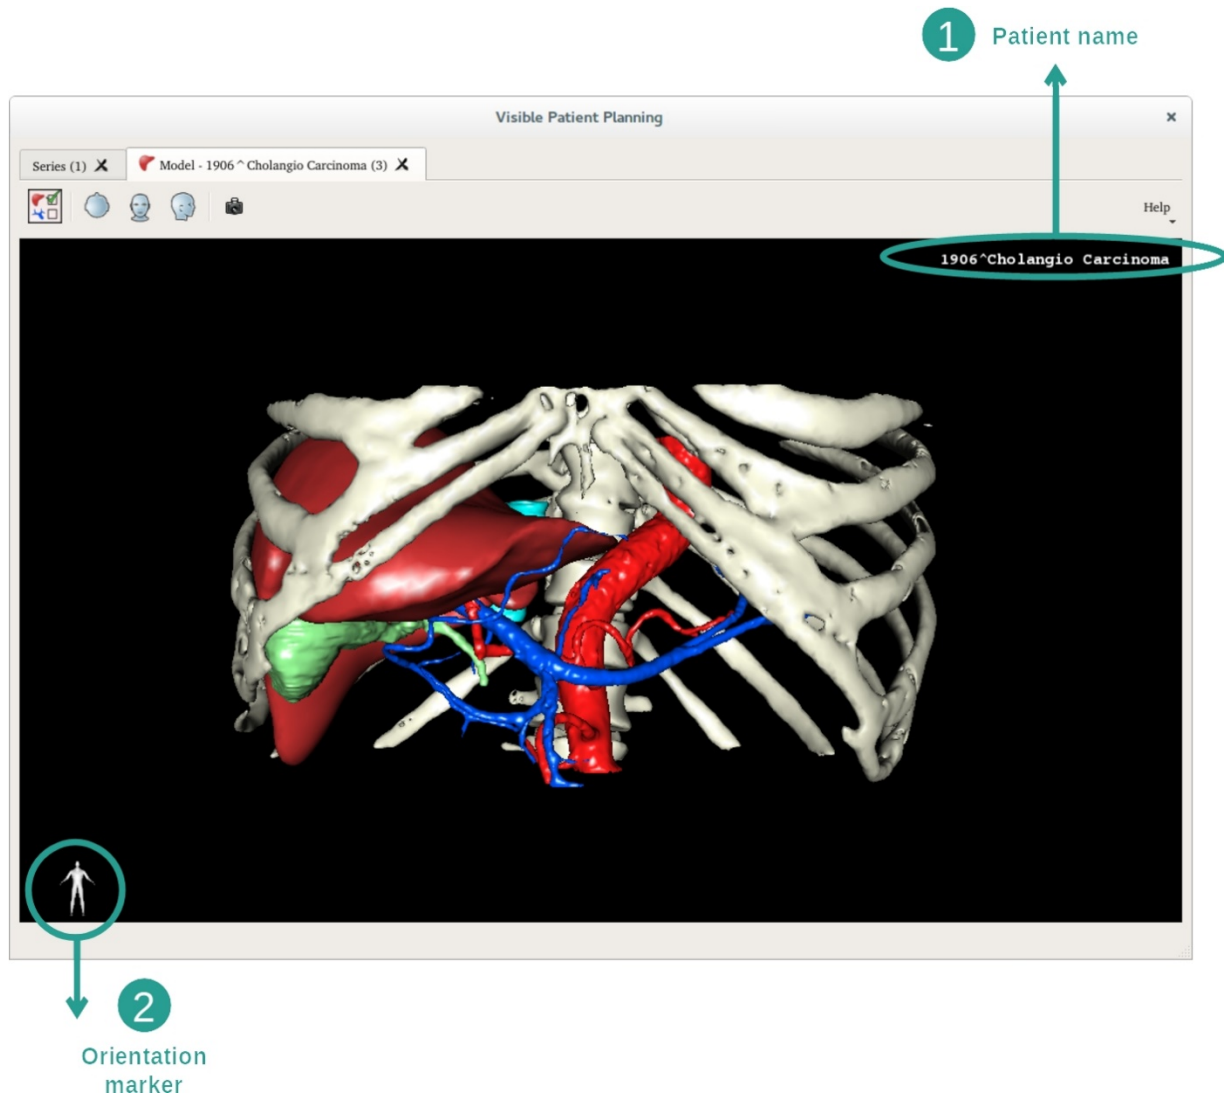 1 Patient name
Visible Patient Planning
Series (1) Model - 1906^Cholangio Carcinoma (3)
Help
1906^Cholangio Carcinoma
2
Orientation
marker